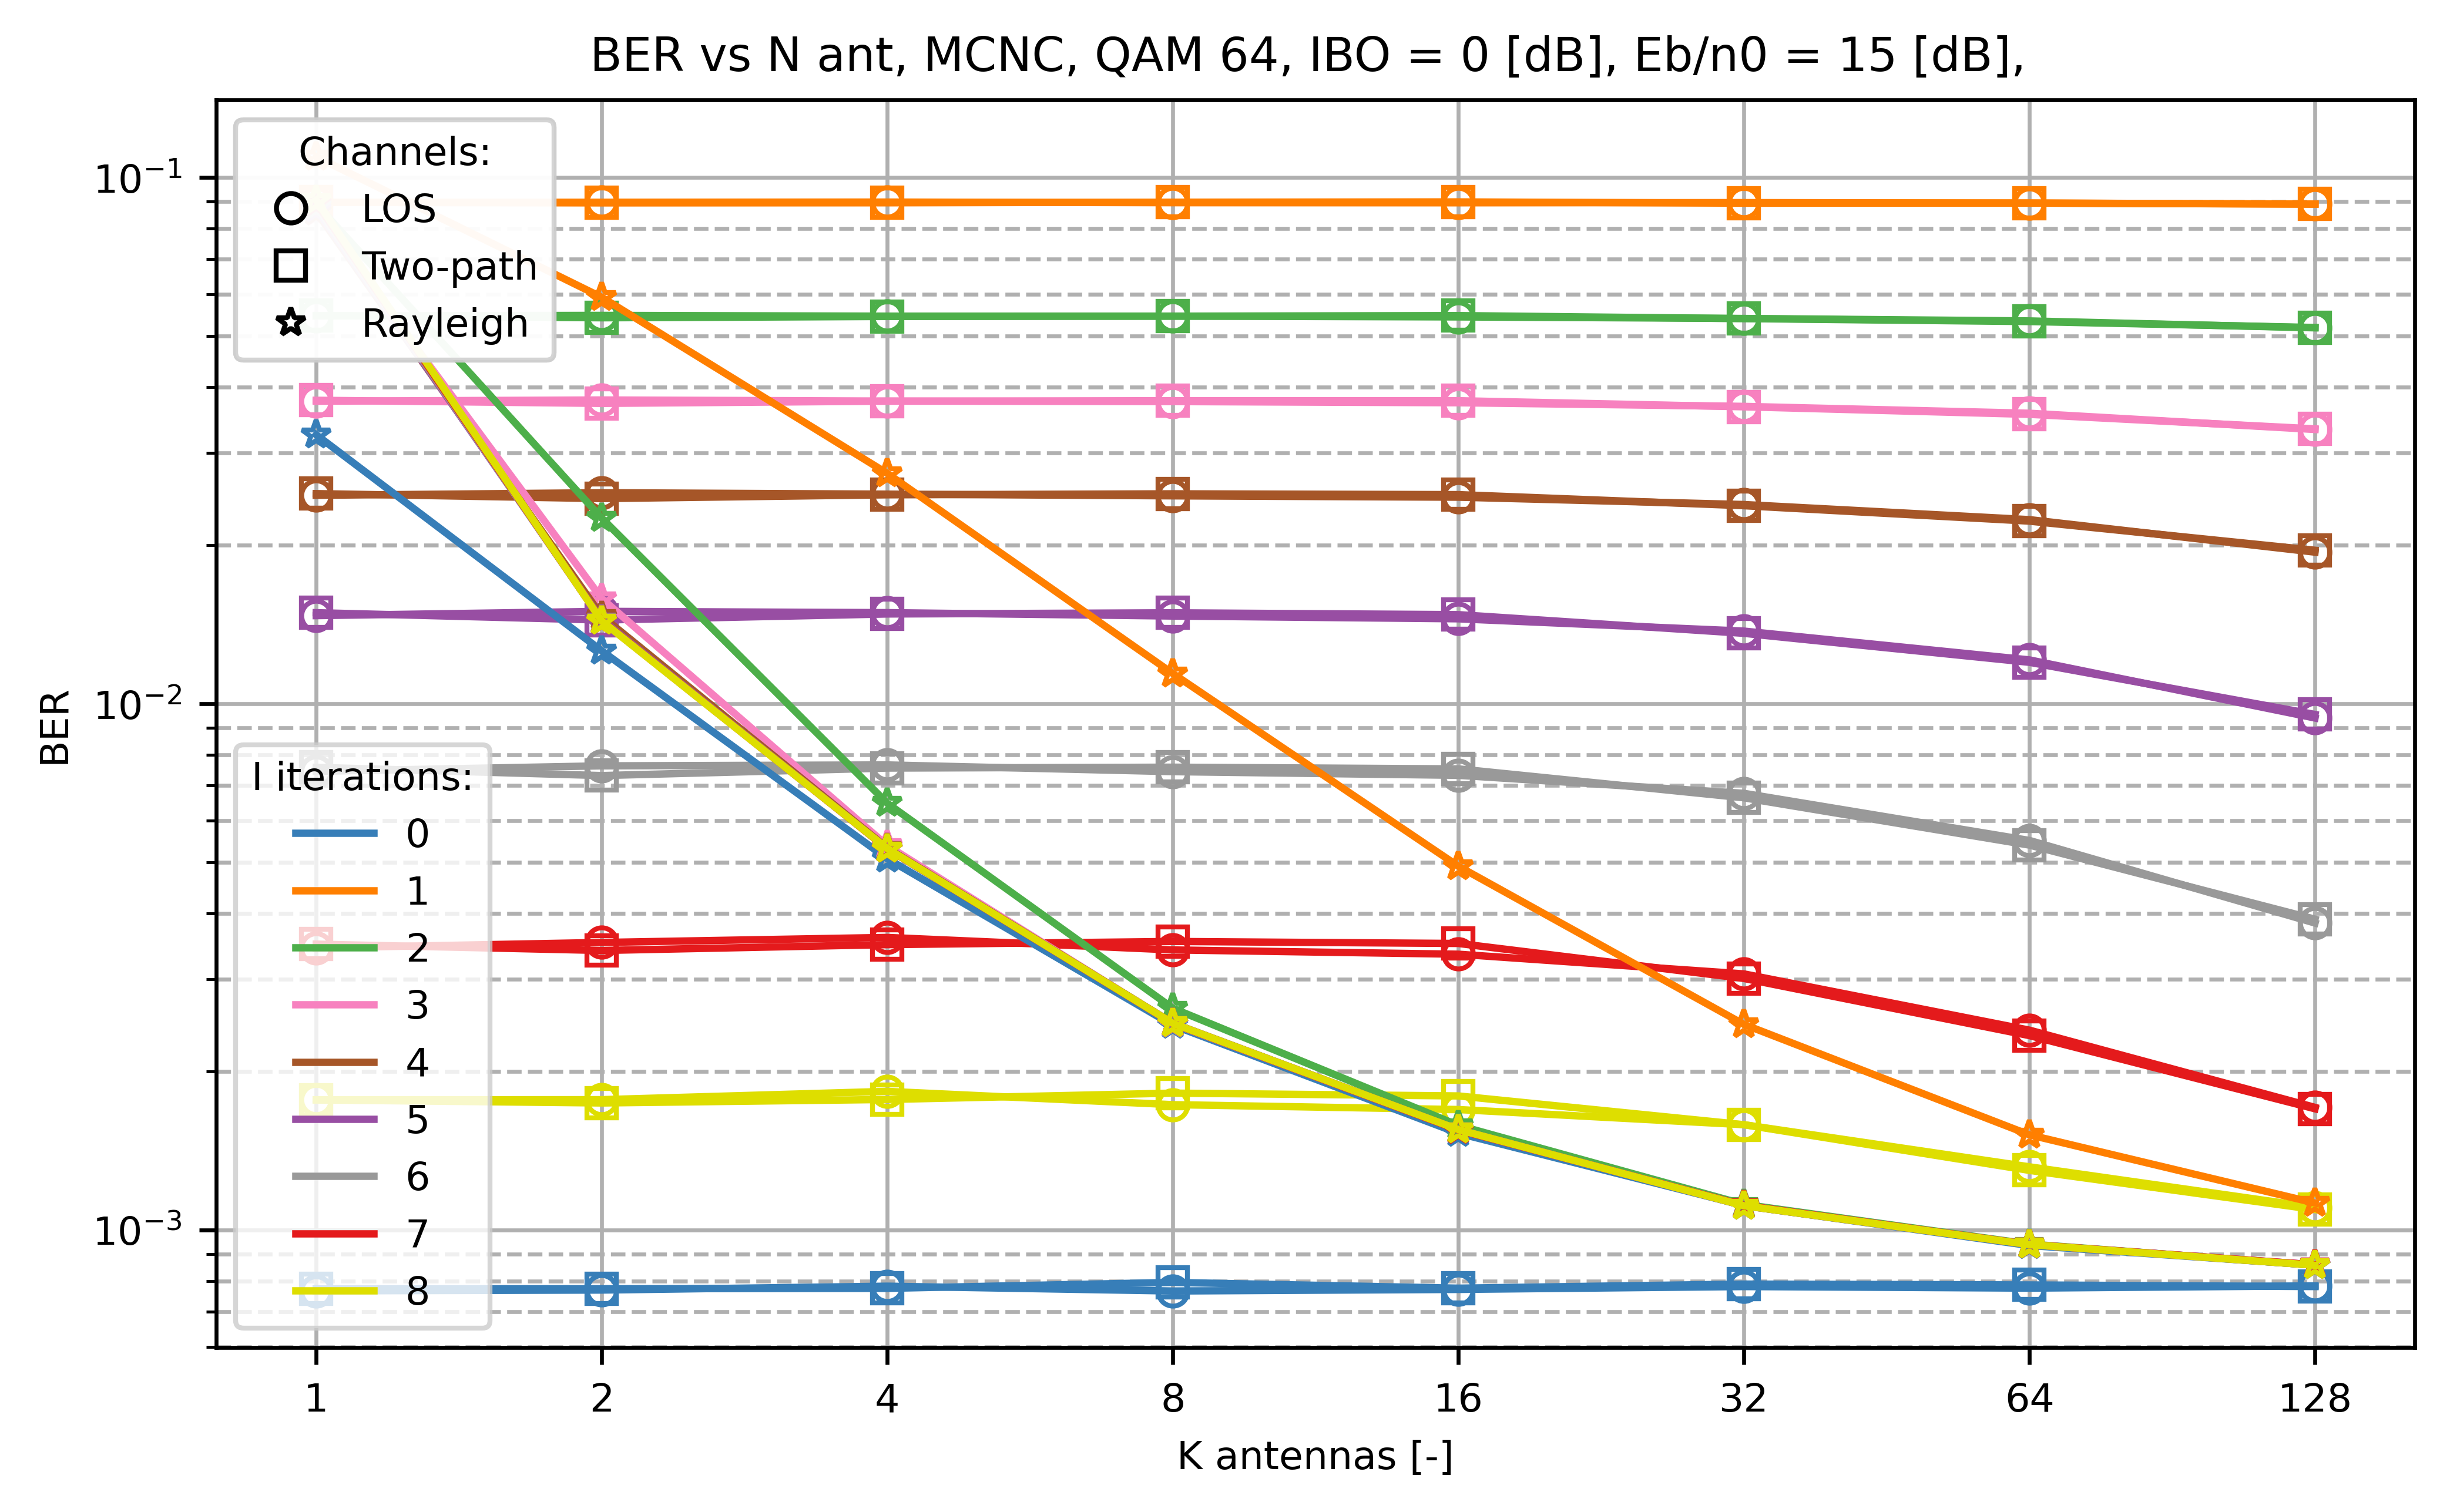 BER vs N ant, MCNC, QAM 64, IBO = 0 [dB], Eb/n0 = 15 [dB],
Channels:
LOS
Two-path
Rayleigh
10⁻¹
10⁻²
10⁻³
BER
I iterations:
0
1
2
3
4
5
6
7
8
1 2 4 8 16 32 64 128
K antennas [-]